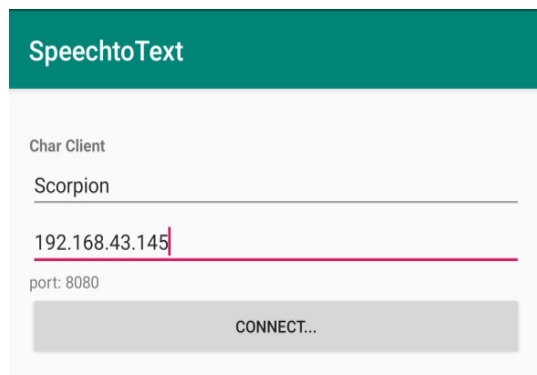 SpeechtoText
Char Client
Scorpion
192.168.43.145
port: 8080
CONNECT...